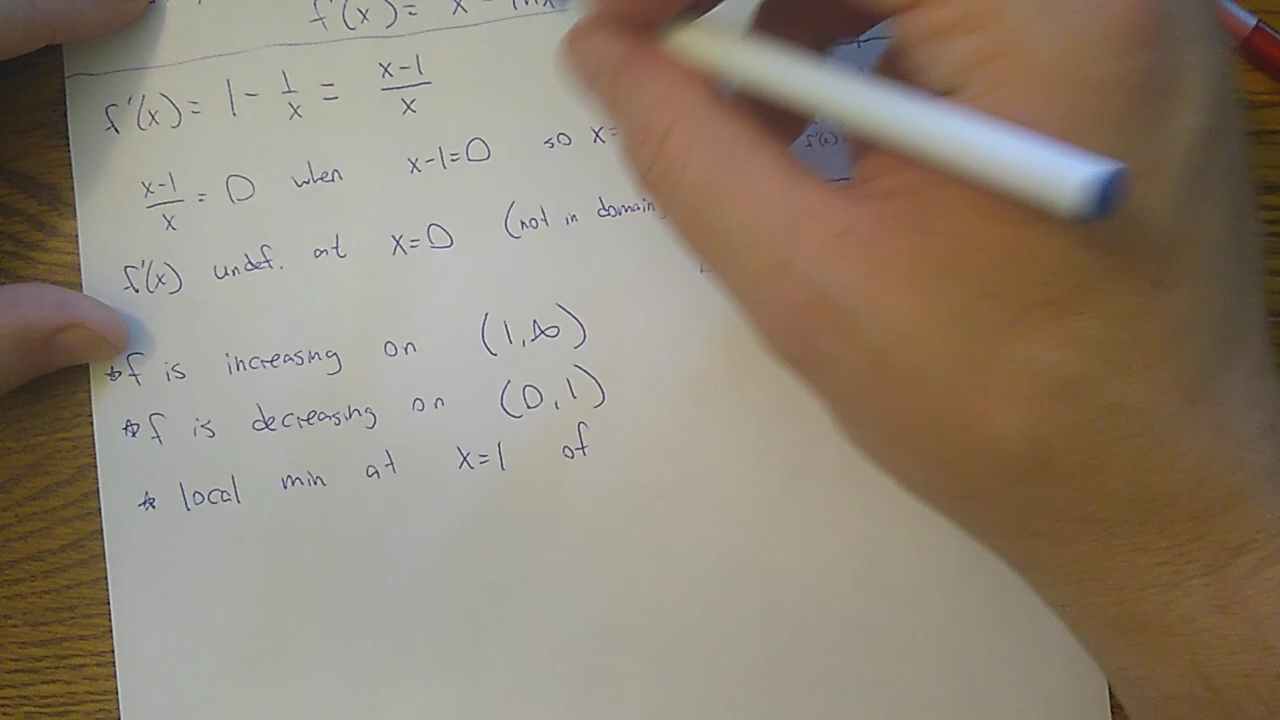 f'(x) = x - lnx
f'(x) = 1 - 1/x = (x-1)/x
(x-1)/x = 0 when x-1=0 so x=
f'(x) undef. at x=0 (not in domain
f'(x)
*f is increasing on (1,∞)
*f is decreasing on (0,1)
* local min at x=1 of